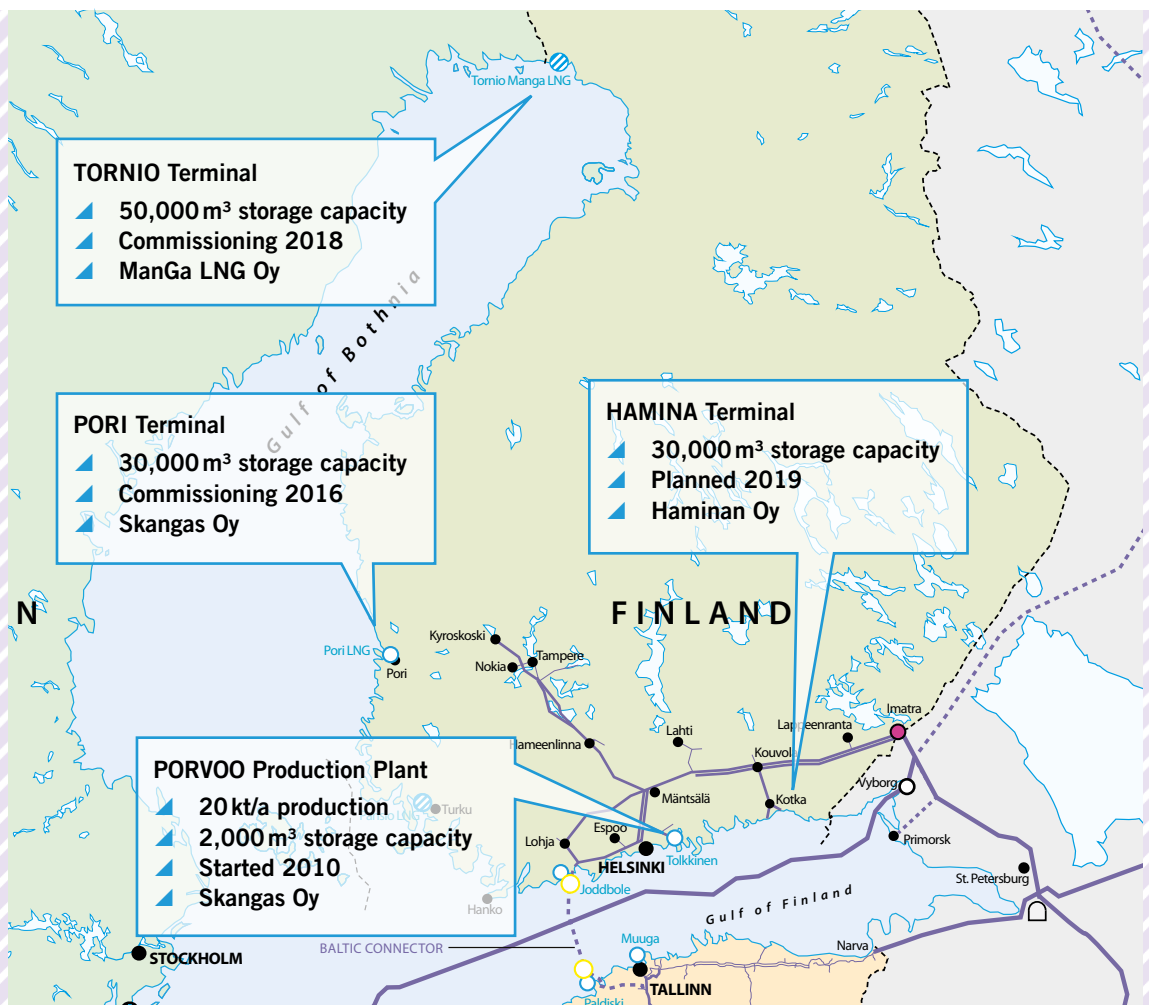 Tornio Manga LNG
TORNIO Terminal
50,000 m³ storage capacity
Commissioning 2018
ManGa LNG Oy
Gulf of Bothnia
PORI Terminal
30,000 m³ storage capacity
Commissioning 2016
Skangas Oy
HAMINA Terminal
30,000 m³ storage capacity
Planned 2019
Haminan Oy
N
FINLAND
Kyroskoski
Pori LNG
Pori
Nokia
Tampere
Imatra
Lahti
Lappeenranta
Hameenlinna
Kouvol
PORVOO Production Plant
20 kt/a production
2,000 m³ storage capacity
Started 2010
Skangas Oy
Vyborg
Mäntsälä
Kotka
Turku
Pansio LNG
Espoo
Lohja
Primorsk
HELSINKI
Tolkkinen
St. Petersburg
Joddbole
Hanko
Gulf of Finland
BALTIC CONNECTOR
Muuga
Narva
STOCKHOLM
TALLINN
Paldiski